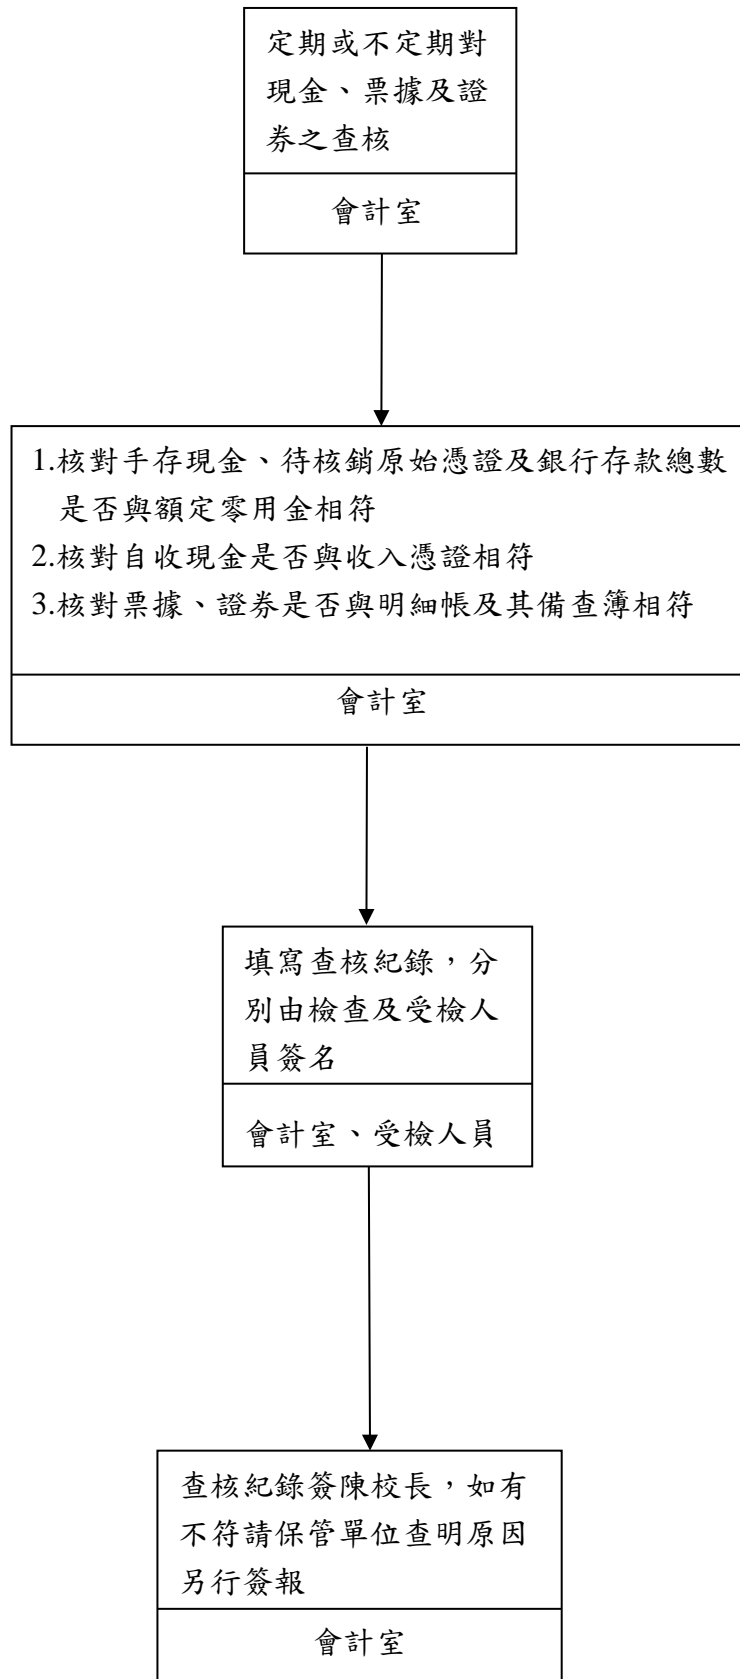 定期或不定期對
現金、票據及證
券之查核
會計室
1.核對手存現金、待核銷原始憑證及銀行存款總數
是否與額定零用金相符
2.核對自收現金是否與收入憑證相符
3.核對票據、證券是否與明細帳及其備查簿相符
會計室
填寫查核紀錄，分
別由檢查及受檢人
員簽名
會計室、受檢人員
查核紀錄簽陳校長，如有
不符請保管單位查明原因
另行簽報
會計室